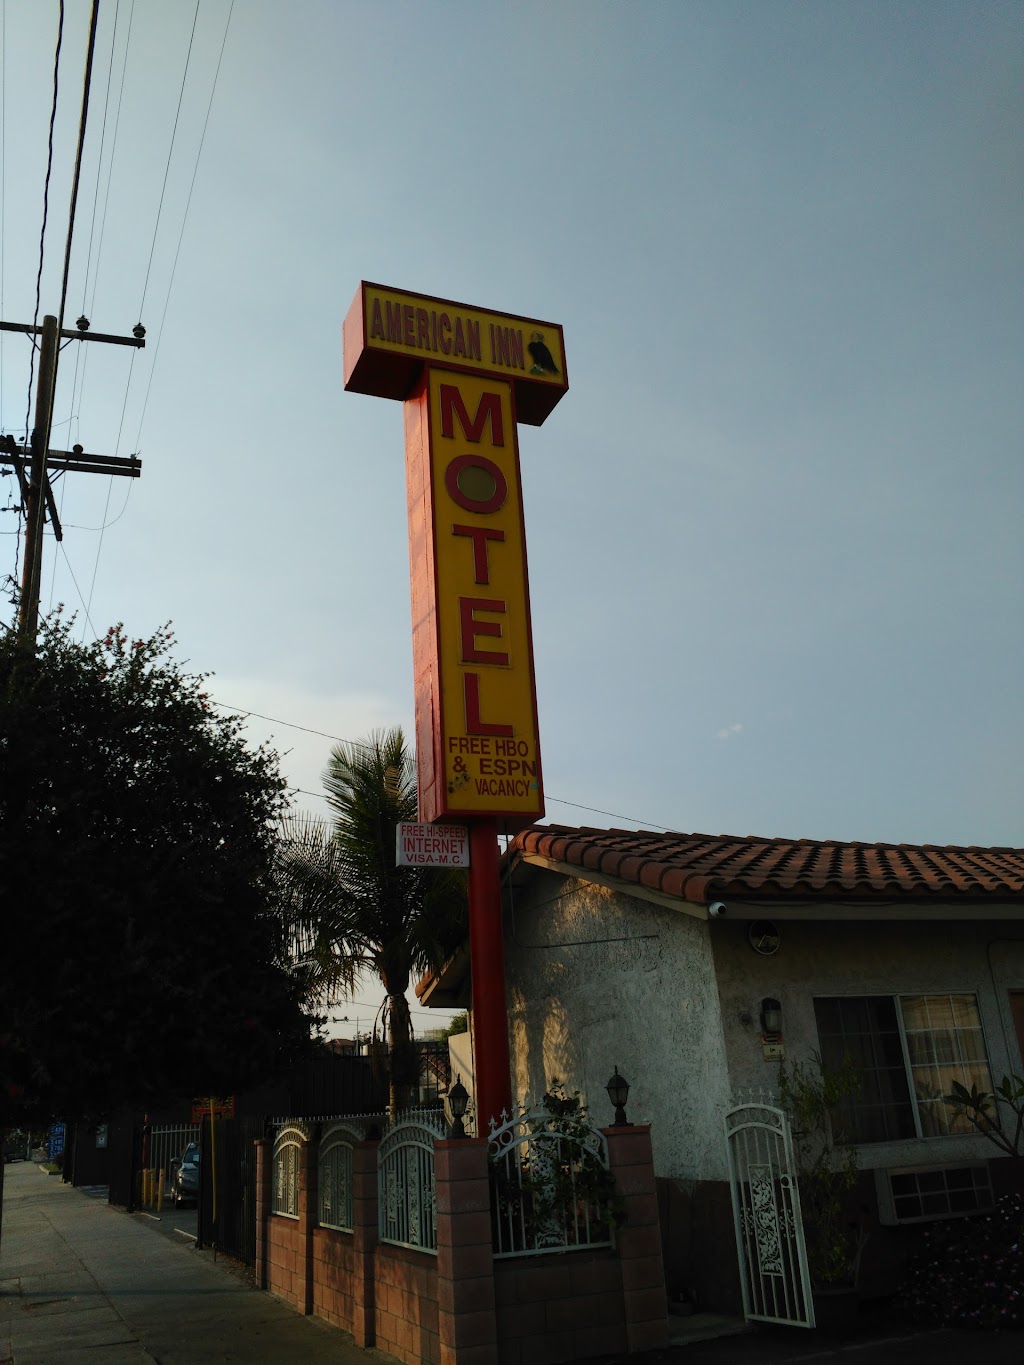 AMERICAN INN
MOTEL
FREE HBO
& ESPN
VACANCY
FREE HI-SPEED
INTERNET
VISA-M.C.